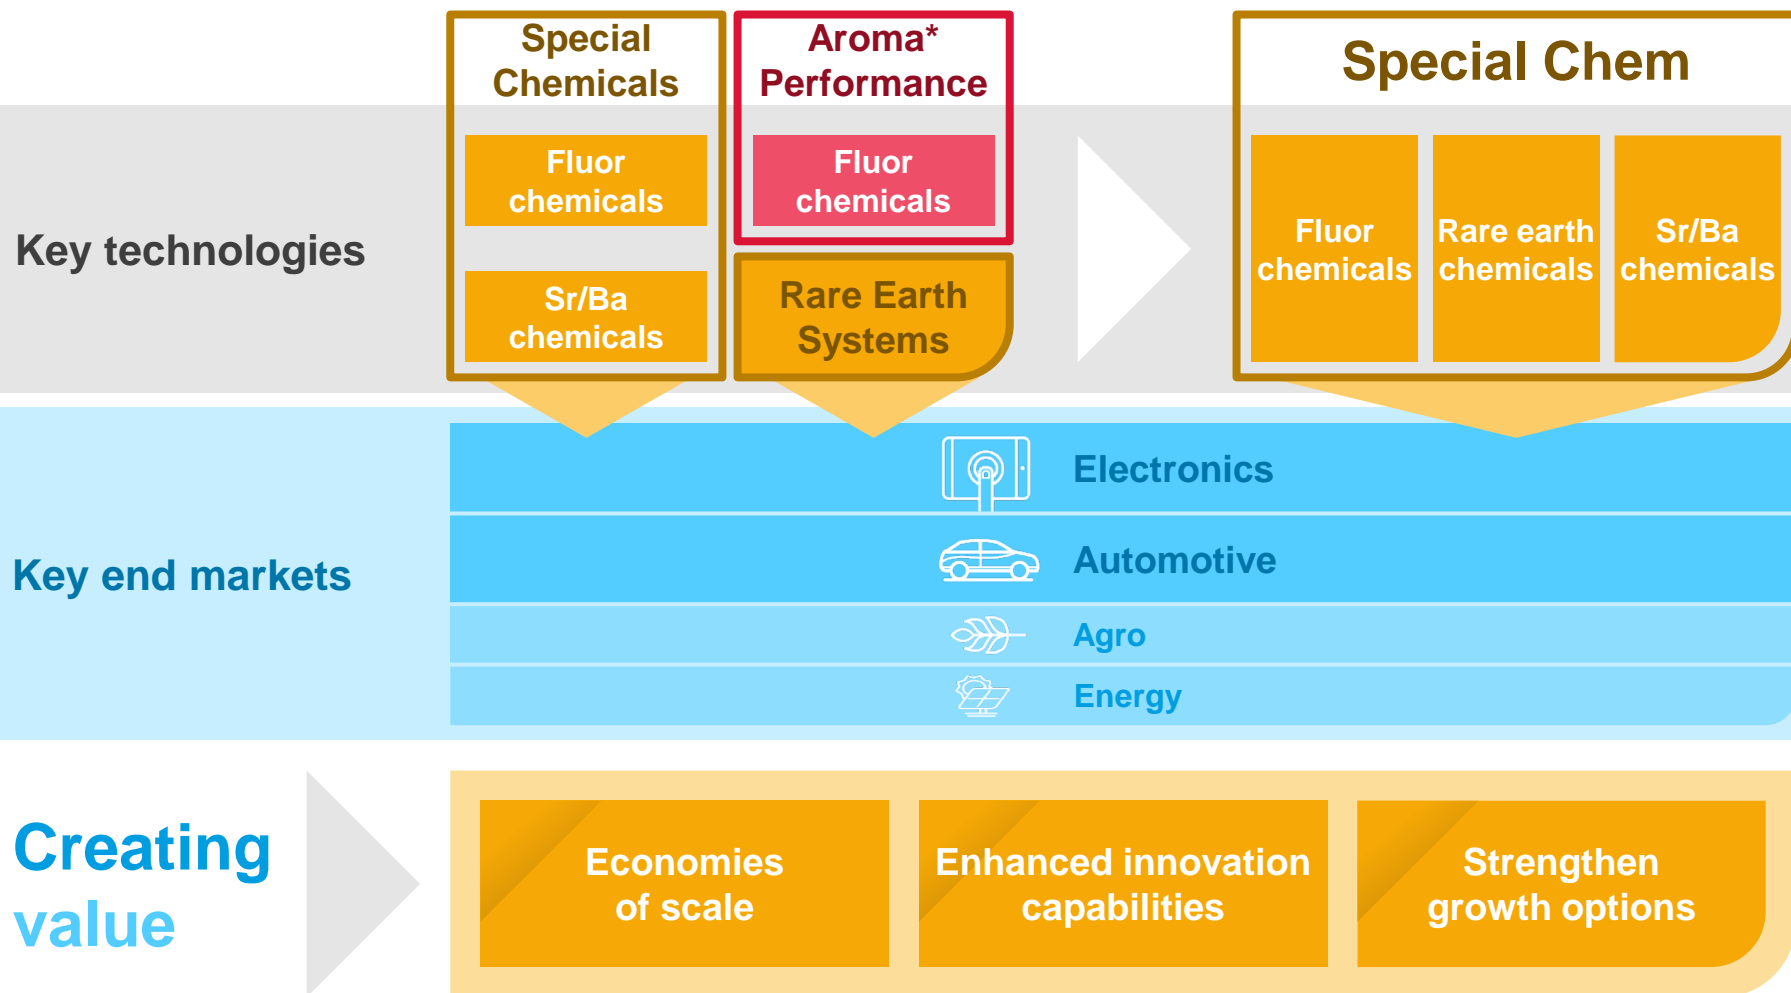 Special
Chemicals
Aroma*
Performance
Special Chem
Key technologies
Fluor
chemicals
Sr/Ba
chemicals
Fluor
chemicals
Rare Earth
Systems
Fluor
chemicals
Rare earth
chemicals
Sr/Ba
chemicals
Key end markets
Electronics
Automotive
Agro
Energy
Creating
value
Economies
of scale
Enhanced innovation
capabilities
Strengthen
growth options